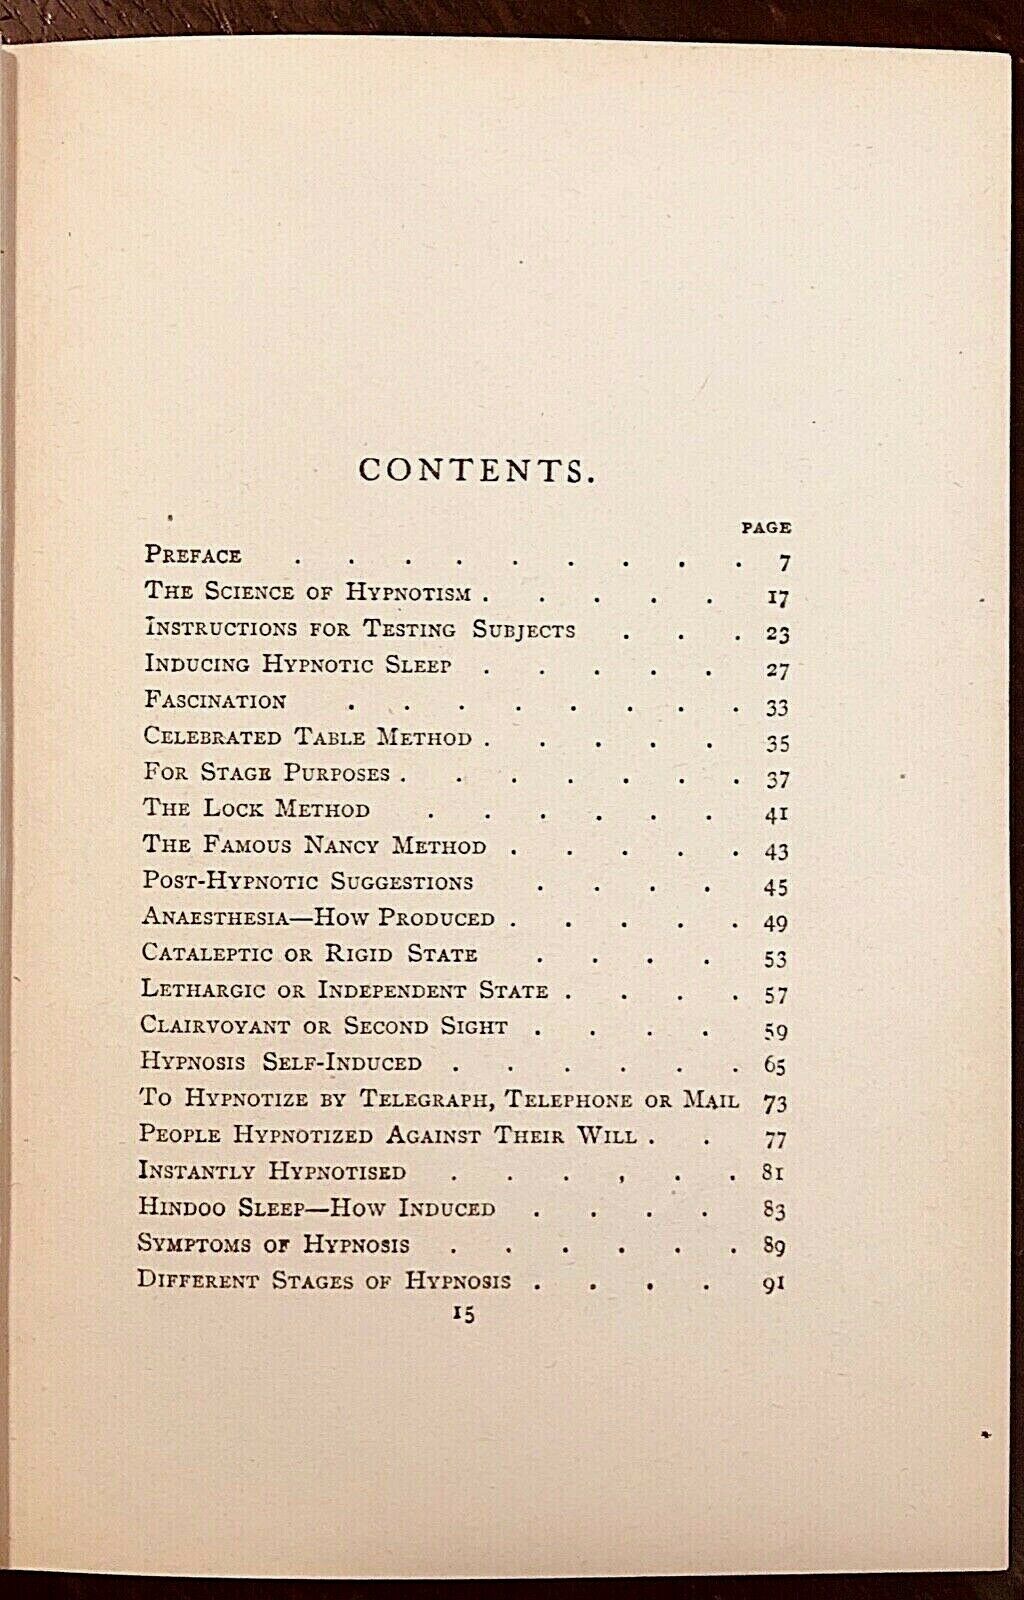 CONTENTS.
PAGE
PREFACE . . . . . . . . . 7
THE SCIENCE OF HYPNOTISM . . . . . 17
INSTRUCTIONS FOR TESTING SUBJECTS . . . 23
INDUCING HYPNOTIC SLEEP . . . . . 27
FASCINATION . . . . . . . . 33
CELEBRATED TABLE METHOD . . . . . 35
FOR STAGE PURPOSES . . . . . . . 37
THE LOCK METHOD . . . . . . 41
THE FAMOUS NANCY METHOD . . . . . 43
POST-HYPNOTIC SUGGESTIONS . . . . 45
ANAESTHESIA—HOW PRODUCED . . . . . 49
CATALEPTIC OR RIGID STATE . . . . 53
LETHARGIC OR INDEPENDENT STATE . . . . 57
CLAIRVOYANT OR SECOND SIGHT . . . . 59
HYPNOSIS SELF-INDUCED . . . . . . 65
TO HYPNOTIZE BY TELEGRAPH, TELEPHONE OR MAIL 73
PEOPLE HYPNOTIZED AGAINST THEIR WILL . . 77
INSTANTLY HYPNOTISED . . . . . . 81
HINDOO SLEEP—HOW INDUCED . . . . 83
SYMPTOMS OF HYPNOSIS . . . . . . 89
DIFFERENT STAGES OF HYPNOSIS . . . . 91
15